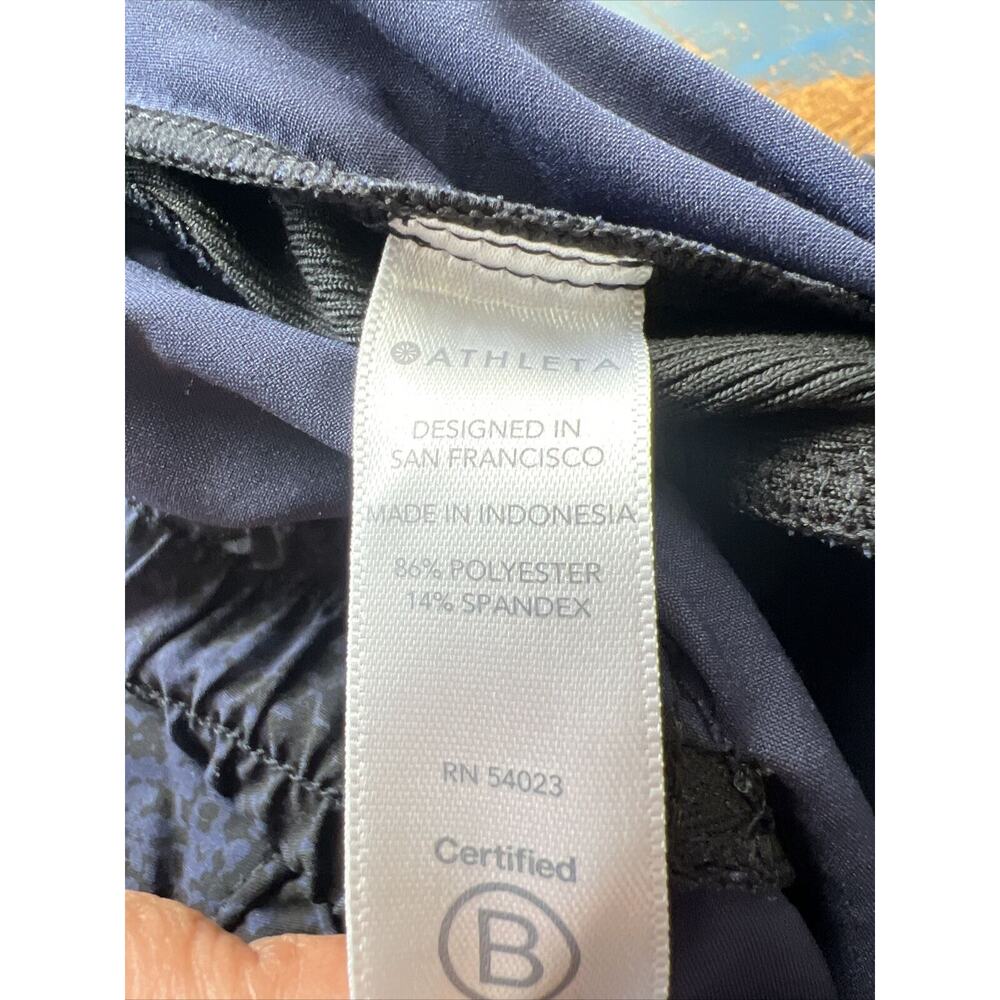 ATHLETA
DESIGNED IN
SAN FRANCISCO
MADE IN INDONESIA
86% POLYESTER
14% SPANDEX
RN 54023
Certified
B